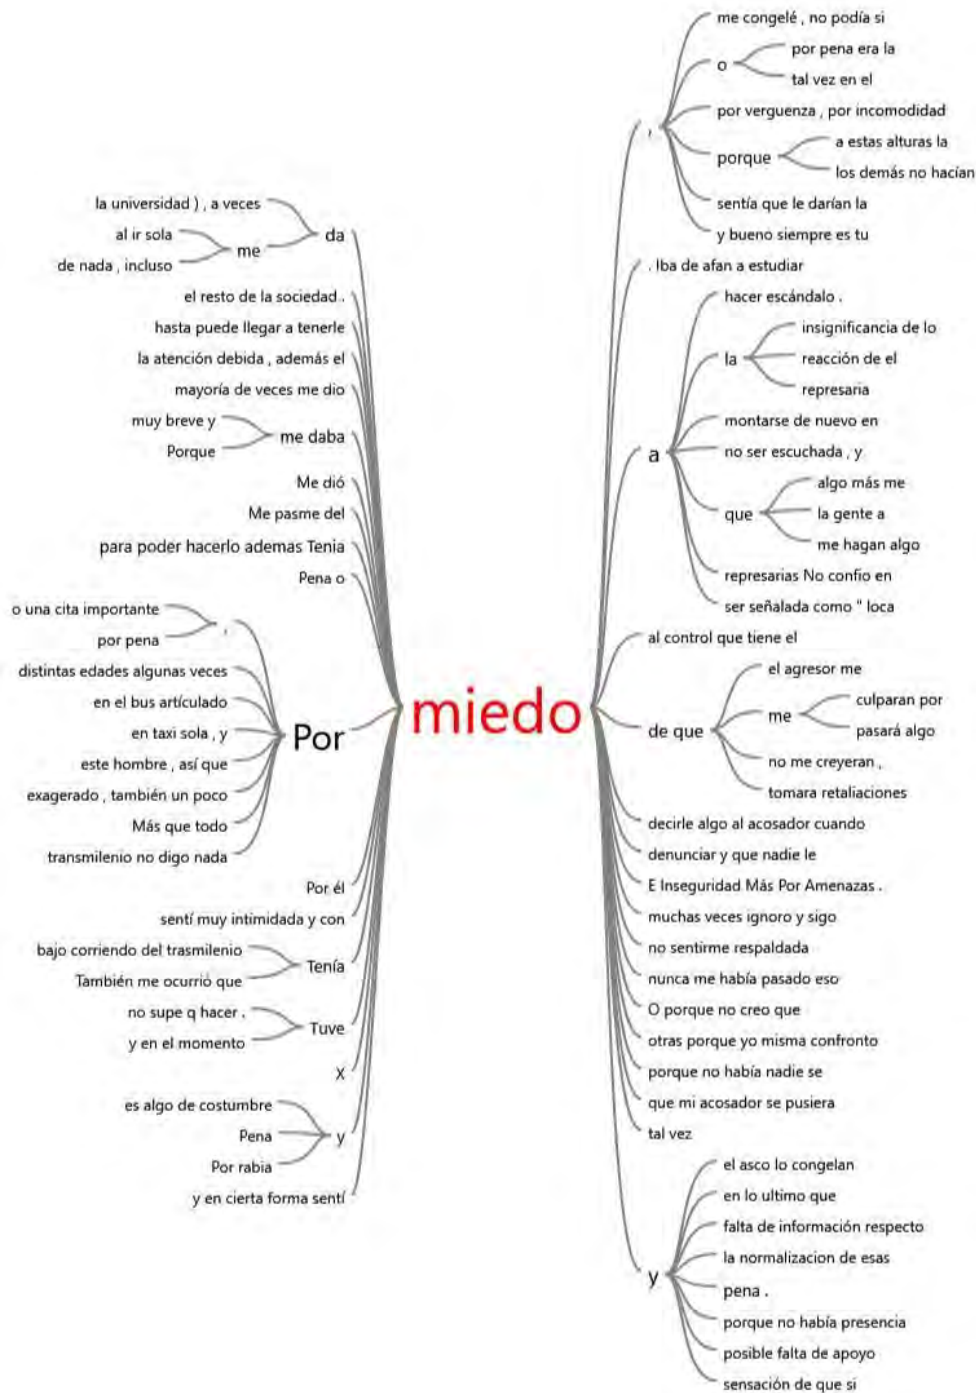 la universidad ) , a veces
al ir sola
de nada , incluso
me
da
el resto de la sociedad .
hasta puede llegar a tenerle
la atención debida , además el
mayoría de veces me dio
muy breve y
Porque
me daba
Me dió
Me pasme del
para poder hacerlo ademas Tenia
Pena o
o una cita importante
por pena
,
distintas edades algunas veces
en el bus artículado
en taxi sola , y
este hombre , así que
exagerado , también un poco
Más que todo
transmilenio no digo nada
Por
Por él
sentí muy intimidada y con
bajo corriendo del trasmilenio
También me ocurrió que
Tenía
no supe q hacer .
y en el momento
Tuve
X
es algo de costumbre
Pena
Por rabia
y
y en cierta forma sentí
miedo
,
me congelé , no podía si
o
por pena era la
tal vez en el
por verguenza , por incomodidad
porque
a estas alturas la
los demás no hacían
sentía que le darían la
y bueno siempre es tu
. Iba de afan a estudiar
a
hacer escándalo .
la
insignificancia de lo
reacción de el
represaria
montarse de nuevo en
no ser escuchada , y
que
algo más me
la gente a
me hagan algo
represarias No confio en
ser señalada como " loca
al control que tiene el
de que
el agresor me
me
culparan por
pasará algo
no me creyeran ,
tomara retaliaciones
decirle algo al acosador cuando
denunciar y que nadie le
E Inseguridad Más Por Amenazas .
muchas veces ignoro y sigo
no sentirme respaldada
nunca me había pasado eso
O porque no creo que
otras porque yo misma confronto
porque no había nadie se
que mi acosador se pusiera
tal vez
y
el asco lo congelan
en lo ultimo que
falta de información respecto
la normalizacion de esas
pena .
porque no había presencia
posible falta de apoyo
sensación de que si